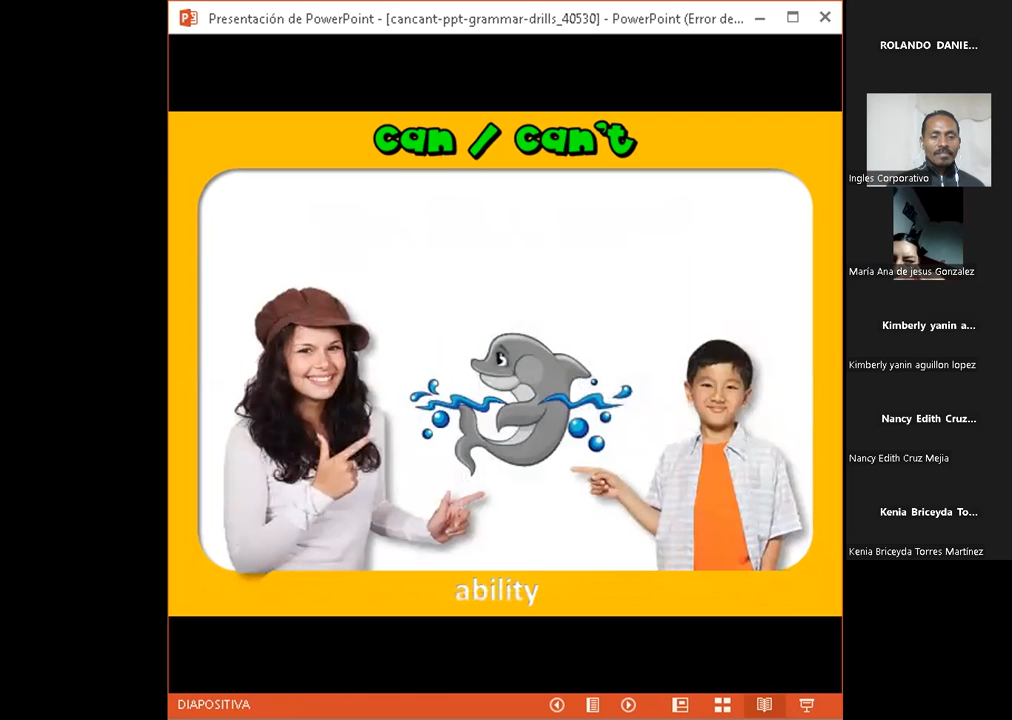 Presentación de PowerPoint - [cancant-ppt-grammar-drills_40530] - PowerPoint (Error de...
can / can't
ability
DIAPOSITIVA
ROLANDO DANIE...
Ingles Corporativo
María Ana de jesus Gonzalez
Kimberly yanin a...
Kimberly yanin aguillon lopez
Nancy Edith Cruz...
Nancy Edith Cruz Mejia
Kenia Briceyda To...
Kenia Briceyda Torres Martínez